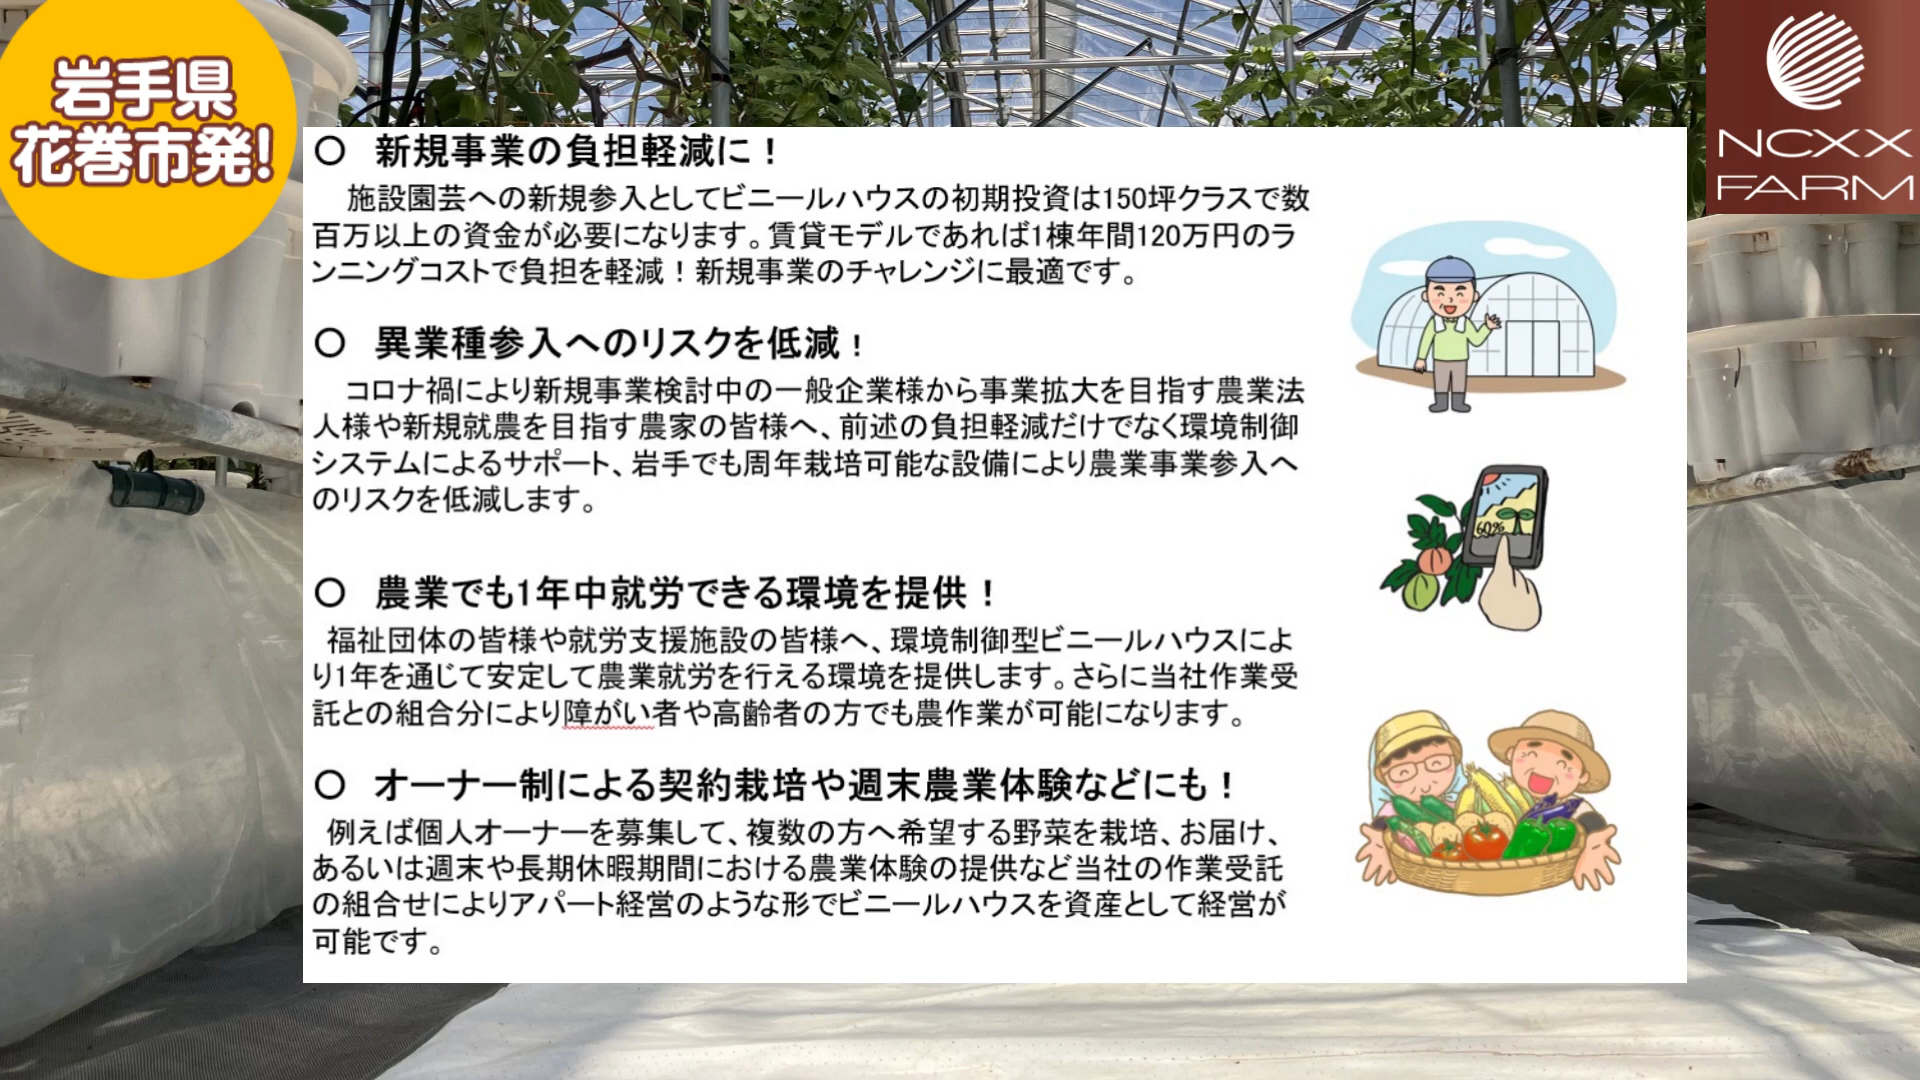 岩手県
花巻市発!
NCXX
FARM
〇　新規事業の負担軽減に！
施設園芸への新規参入としてビニールハウスの初期投資は150坪クラスで数
百万以上の資金が必要になります。賃貸モデルであれば1棟年間120万円のラ
ンニングコストで負担を軽減！新規事業のチャレンジに最適です。
〇　異業種参入へのリスクを低減！
コロナ禍により新規事業検討中の一般企業様から事業拡大を目指す農業法
人様や新規就農を目指す農家の皆様へ、前述の負担軽減だけでなく環境制御
システムによるサポート、岩手でも周年栽培可能な設備により農業事業参入へ
のリスクを低減します。
60%
〇　農業でも1年中就労できる環境を提供！
福祉団体の皆様や就労支援施設の皆様へ、環境制御型ビニールハウスによ
り1年を通じて安定して農業就労を行える環境を提供します。さらに当社作業受
託との組合分により障がい者や高齢者の方でも農作業が可能になります。
〇　オーナー制による契約栽培や週末農業体験などにも！
例えば個人オーナーを募集して、複数の方へ希望する野菜を栽培、お届け、
あるいは週末や長期休暇期間における農業体験の提供など当社の作業受託
の組合せによりアパート経営のような形でビニールハウスを資産として経営が
可能です。